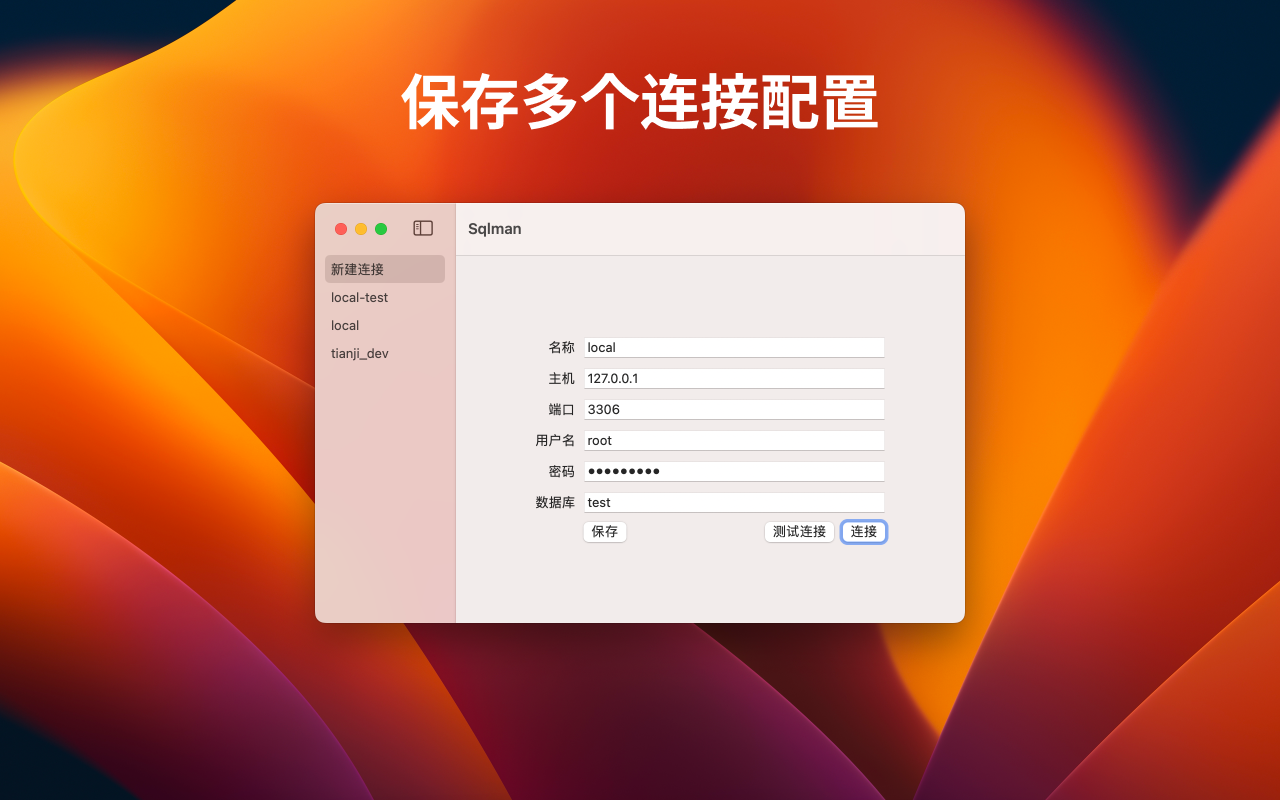 保存多个连接配置
Sqlman
新建连接
local-test
local
tianji_dev
名称 local
主机 127.0.0.1
端口 3306
用户名 root
密码 •••••••••
数据库 test
保存 测试连接 连接